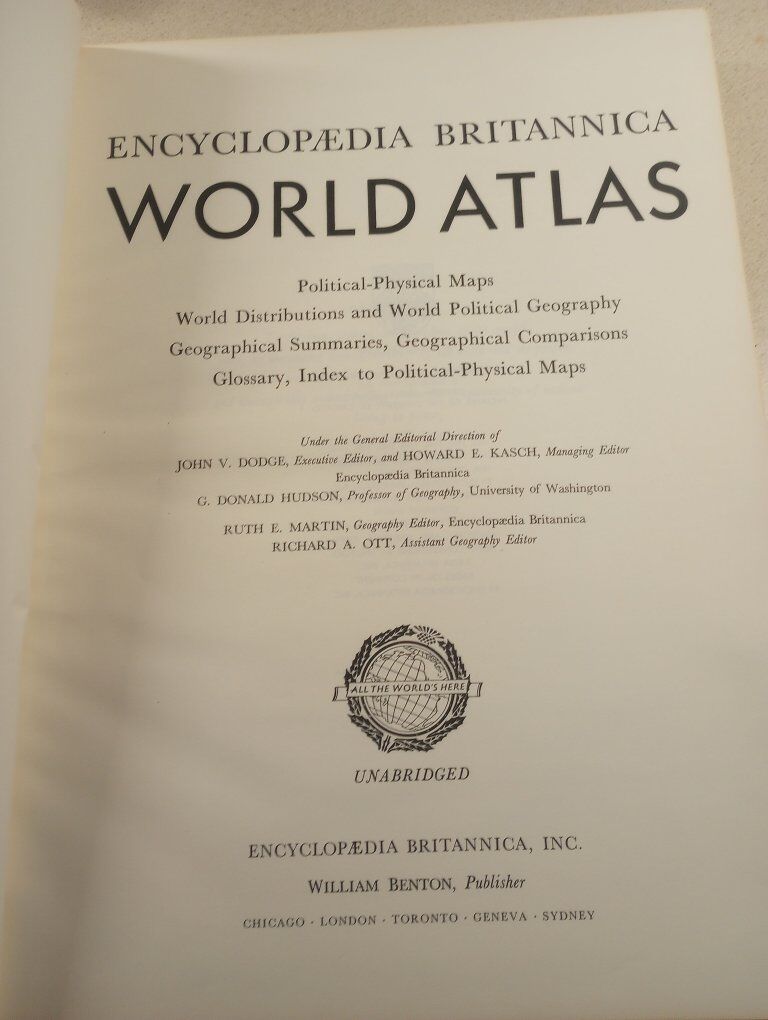 ENCYCLOPÆDIA BRITANNICA
WORLD ATLAS
Political-Physical Maps
World Distributions and World Political Geography
Geographical Summaries, Geographical Comparisons
Glossary, Index to Political-Physical Maps
Under the General Editorial Direction of
JOHN V. DODGE, Executive Editor, and HOWARD E. KASCH, Managing Editor
Encyclopædia Britannica
G. DONALD HUDSON, Professor of Geography, University of Washington
RUTH E. MARTIN, Geography Editor, Encyclopædia Britannica
RICHARD A. OTT, Assistant Geography Editor
ALL THE WORLD'S HERE
UNABRIDGED
ENCYCLOPÆDIA BRITANNICA, INC.
WILLIAM BENTON, Publisher
CHICAGO · LONDON · TORONTO · GENEVA · SYDNEY